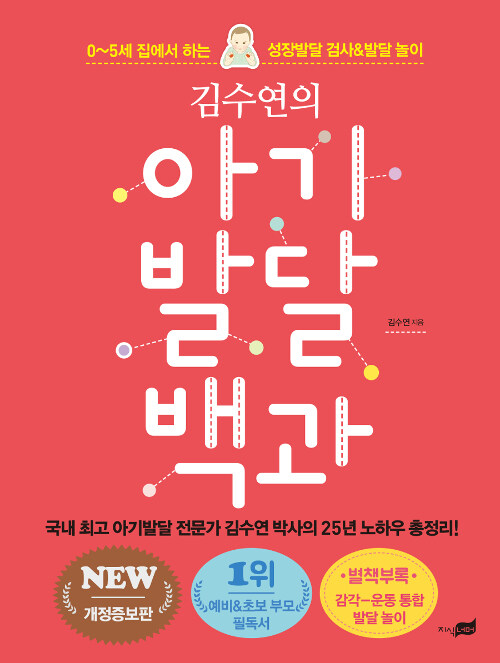 0~5세 집에서 하는 성장발달 검사&발달 놀이
김수연의
아기
발달
백과
김수연 지음
국내 최고 아기발달 전문가 김수연 박사의 25년 노하우 총정리!
NEW
개정증보판
1위
예비&초보 부모
필독서
•별책부록•
감각-운동 통합
발달 놀이
지식너머